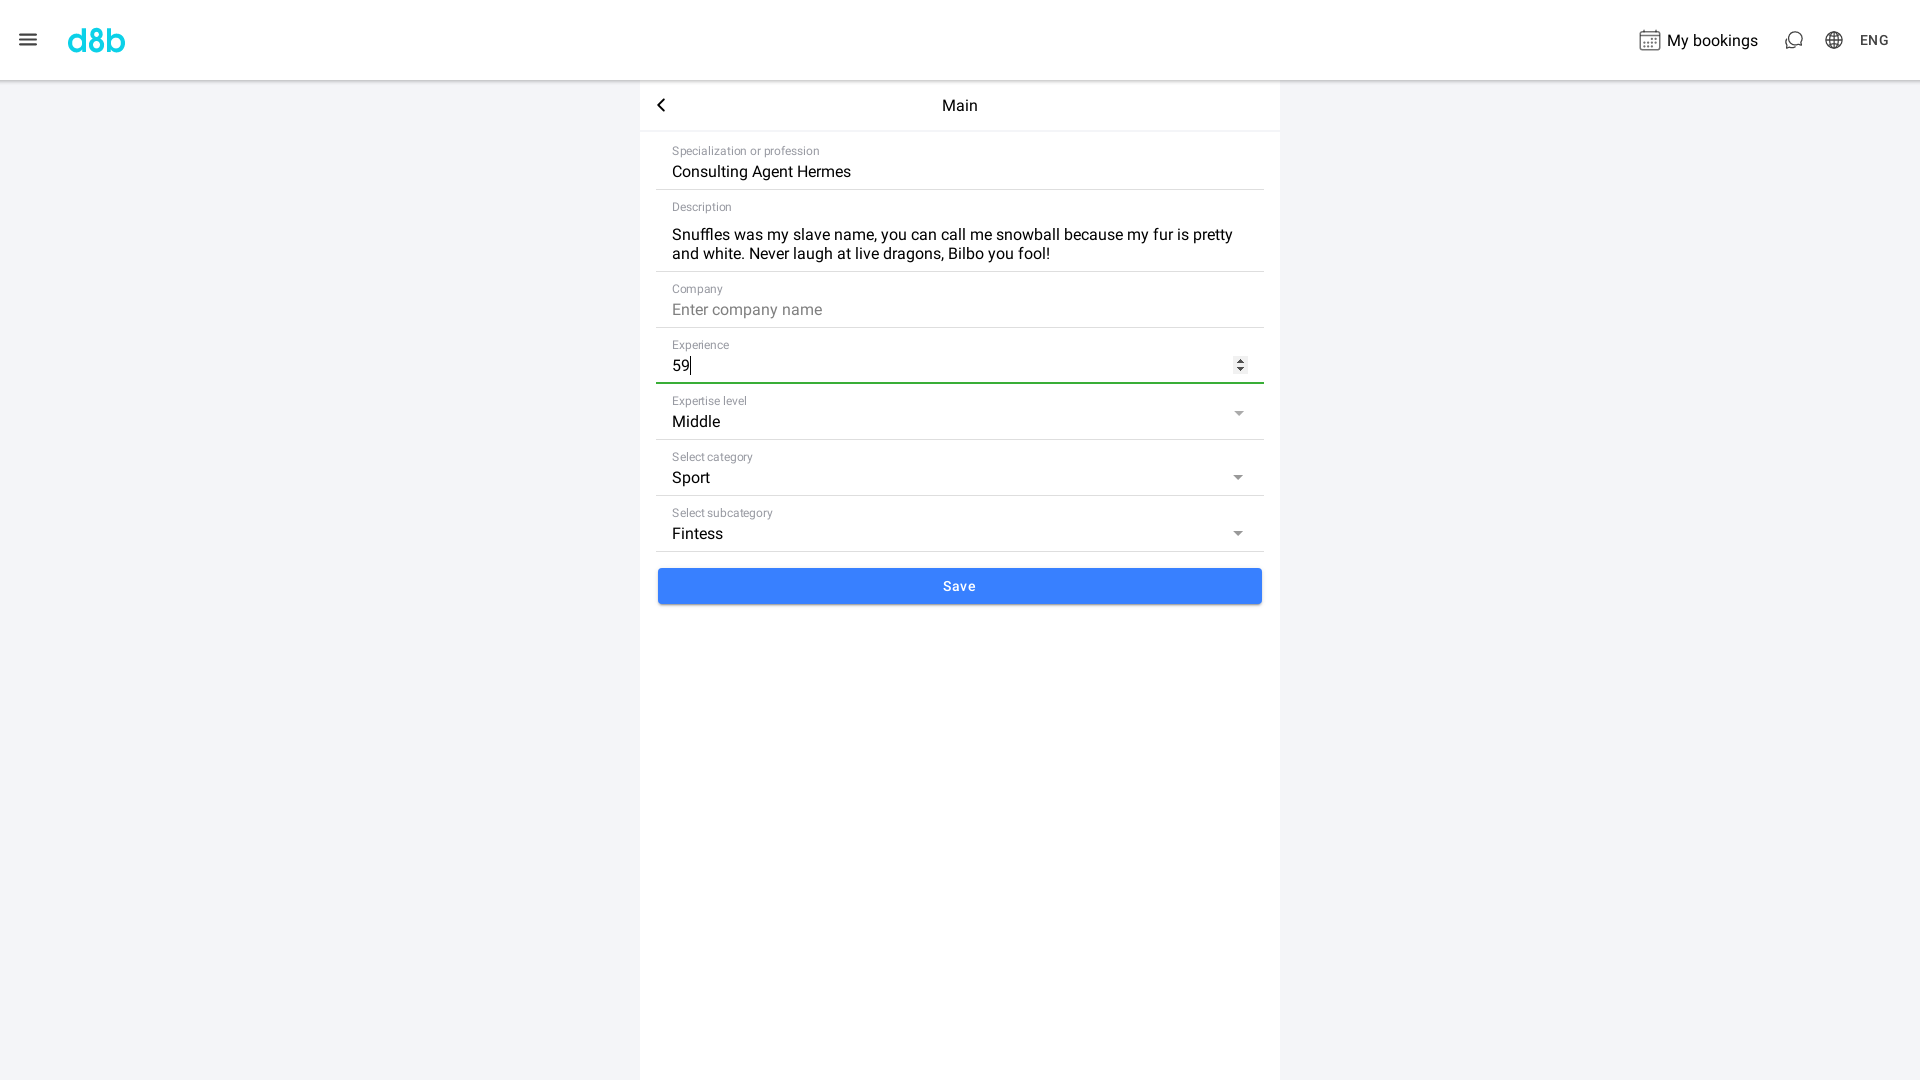 d8b
My bookings
ENG
Main
Specialization or profession
Consulting Agent Hermes
Description
Snuffles was my slave name, you can call me snowball because my fur is pretty
and white. Never laugh at live dragons, Bilbo you fool!
Company
Enter company name
Experience
59
Expertise level
Middle
Select category
Sport
Select subcategory
Fintess
Save